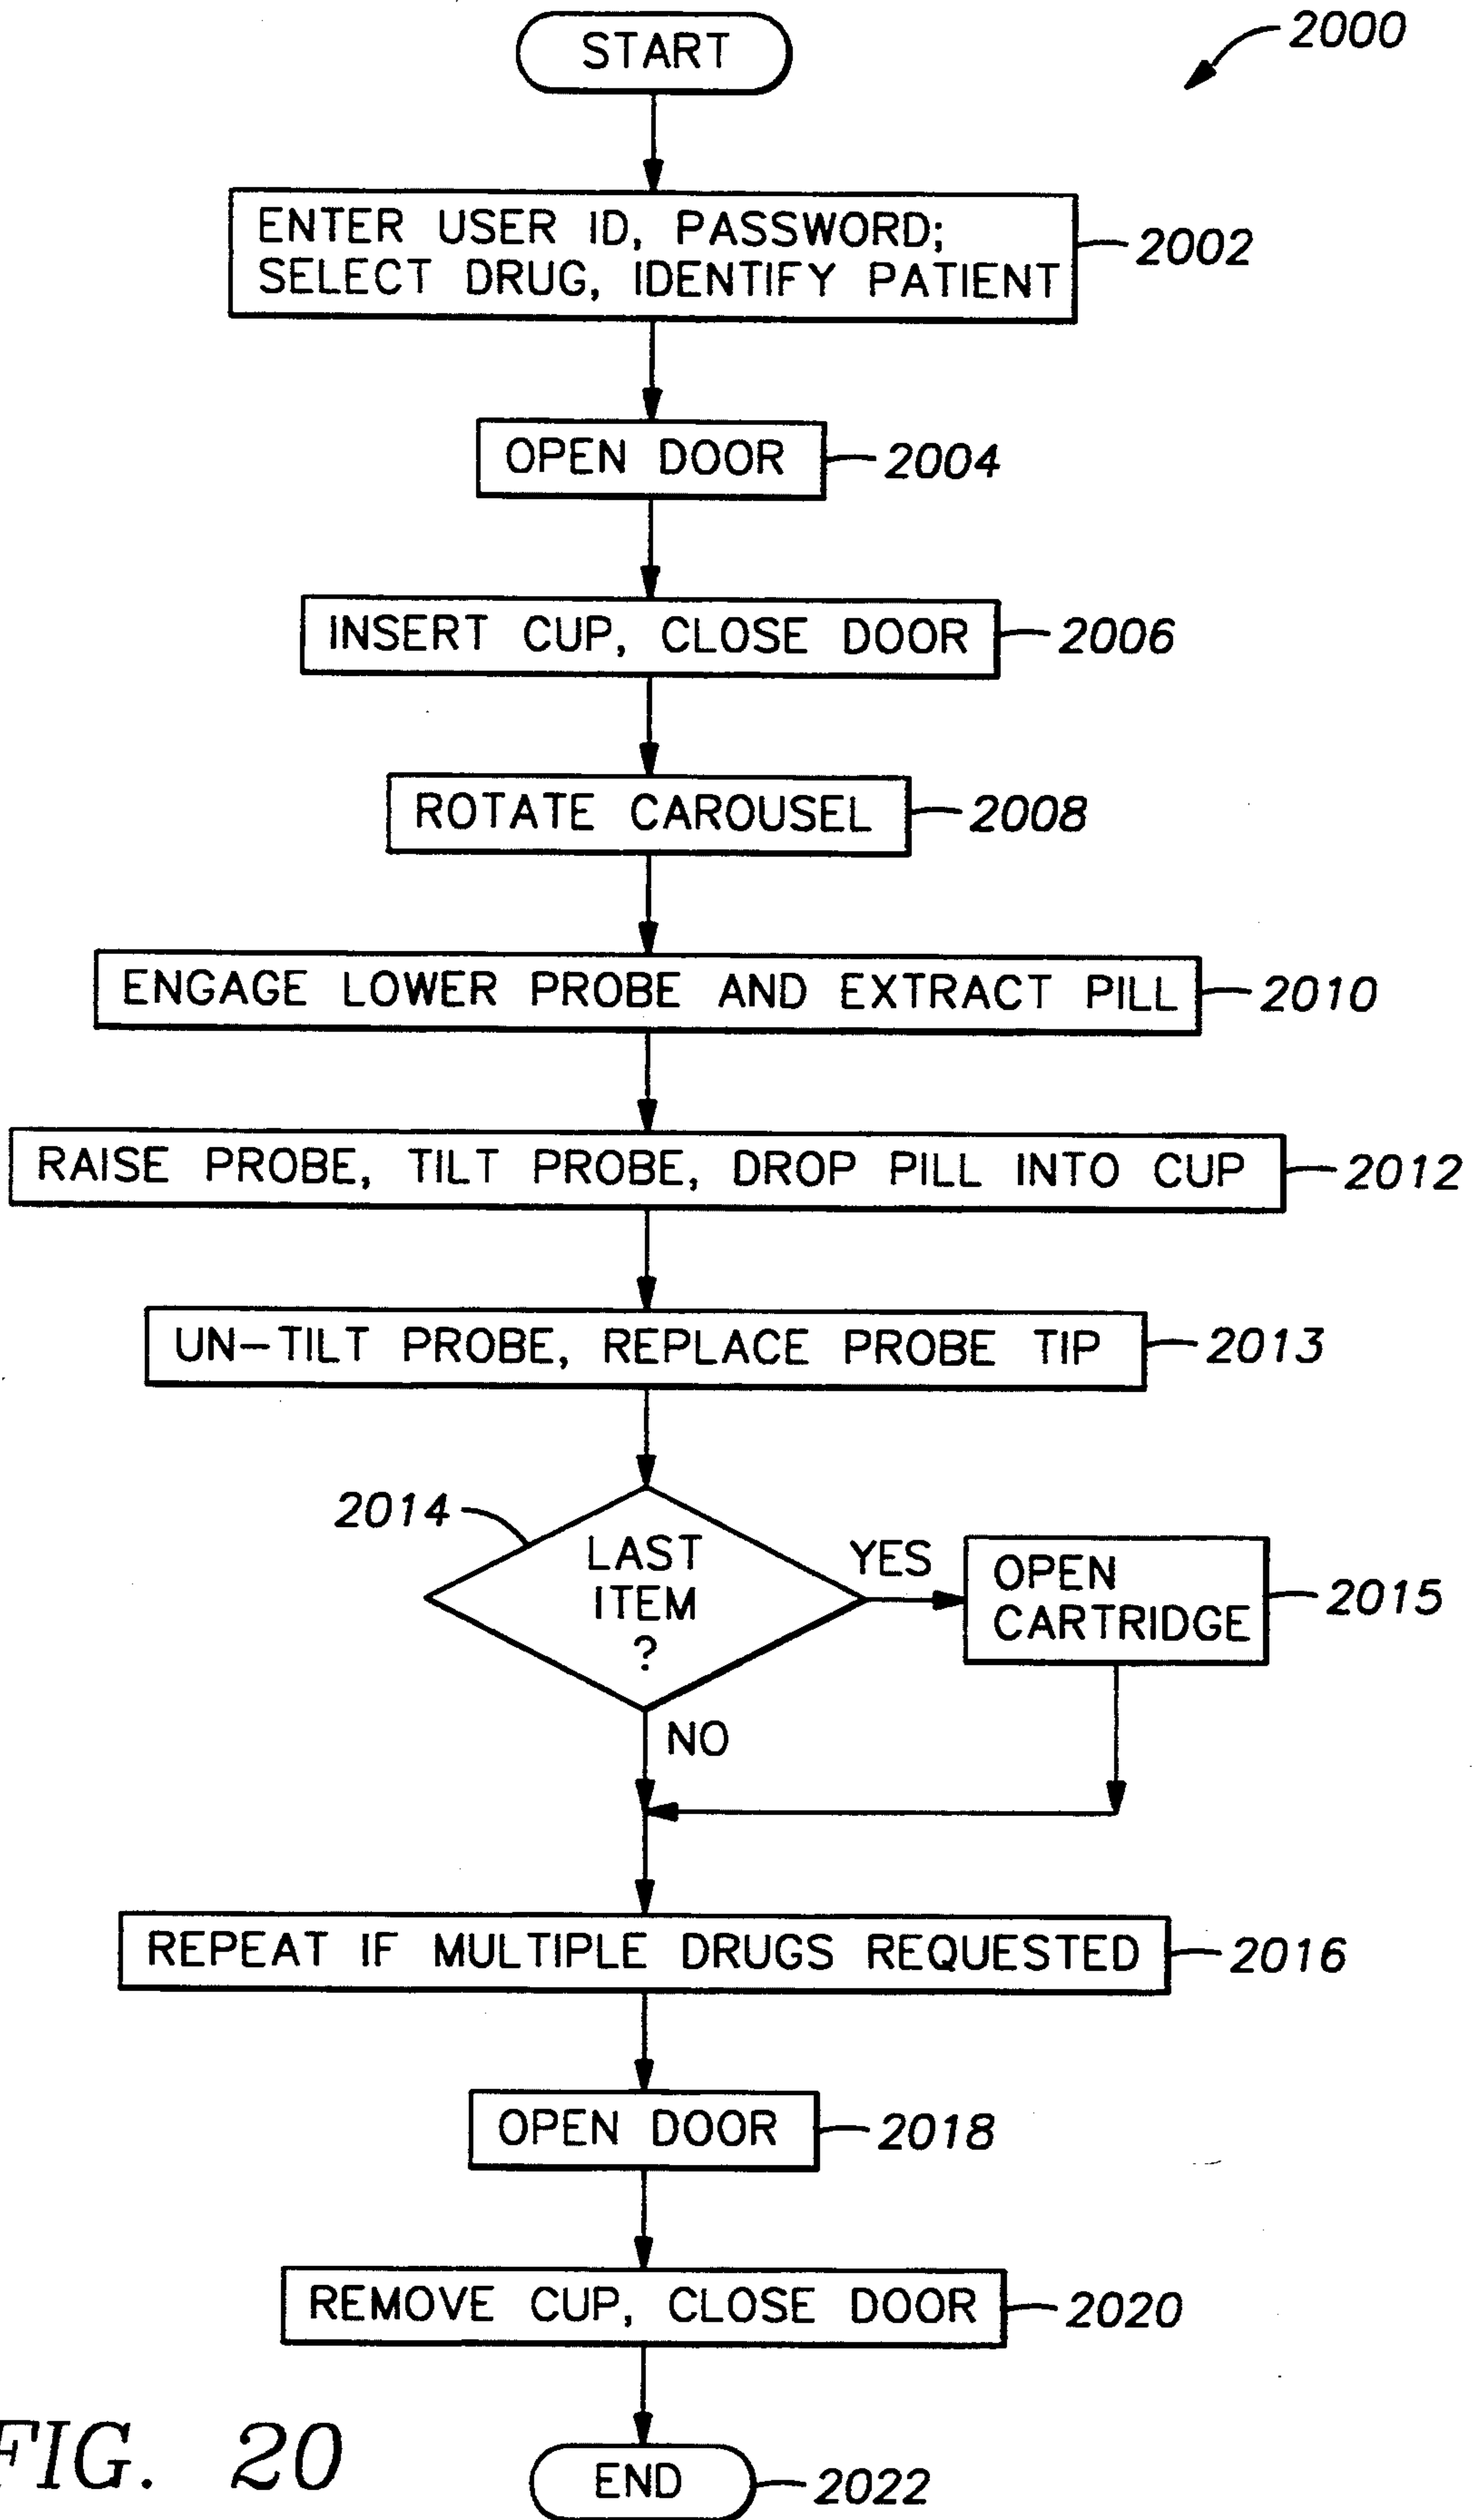 START
2000
ENTER USER ID, PASSWORD;
SELECT DRUG, IDENTIFY PATIENT
2002
OPEN DOOR
2004
INSERT CUP, CLOSE DOOR
2006
ROTATE CAROUSEL
2008
ENGAGE LOWER PROBE AND EXTRACT PILL
2010
RAISE PROBE, TILT PROBE, DROP PILL INTO CUP
2012
UN-TILT PROBE, REPLACE PROBE TIP
2013
2014
LAST
ITEM
?
YES
OPEN
CARTRIDGE
2015
NO
REPEAT IF MULTIPLE DRUGS REQUESTED
2016
OPEN DOOR
2018
REMOVE CUP, CLOSE DOOR
2020
END
2022
FIG. 20